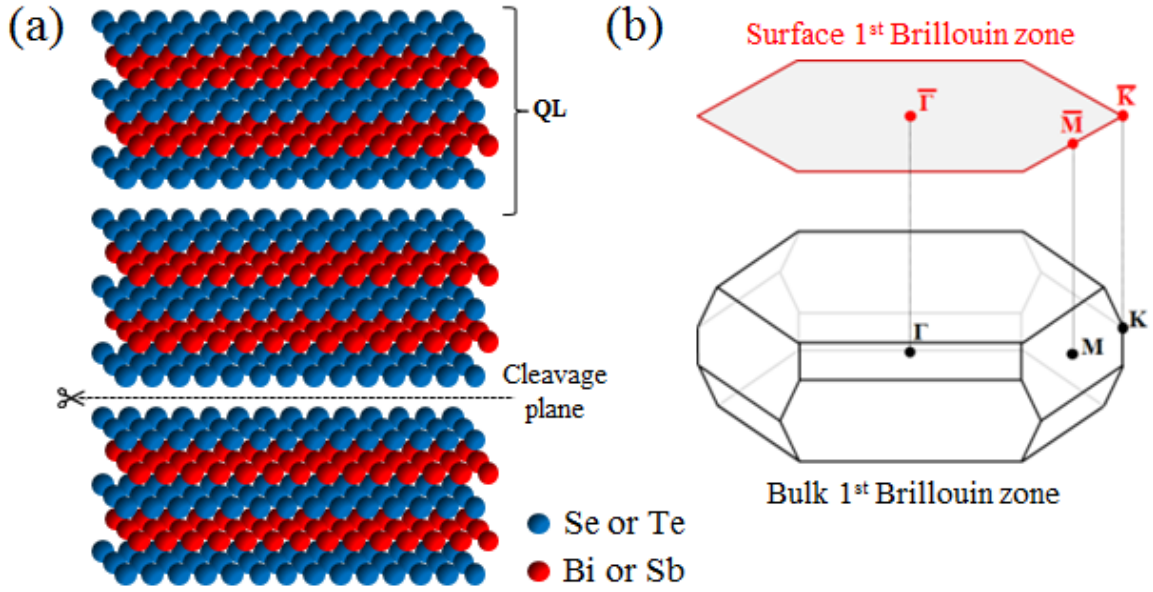 (a)
QL
Cleavage
plane
Se or Te
Bi or Sb
(b)
Surface 1st Brillouin zone
Γ̅
M̅
K̅
Γ
M
K
Bulk 1st Brillouin zone